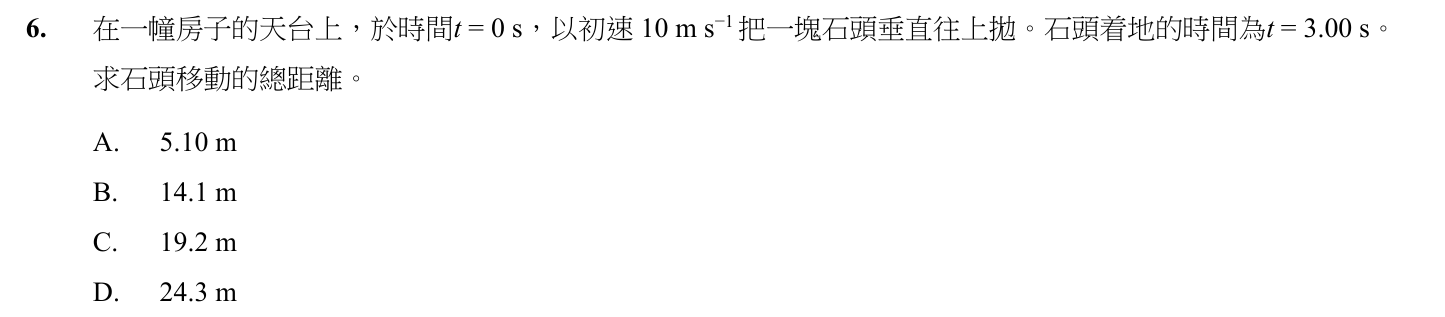 6. 在一幢房子的天台上，於時間t = 0 s，以初速 10 m s⁻¹ 把一塊石頭垂直往上拋。石頭着地的時間為t = 3.00 s。
求石頭移動的總距離。
A. 5.10 m
B. 14.1 m
C. 19.2 m
D. 24.3 m